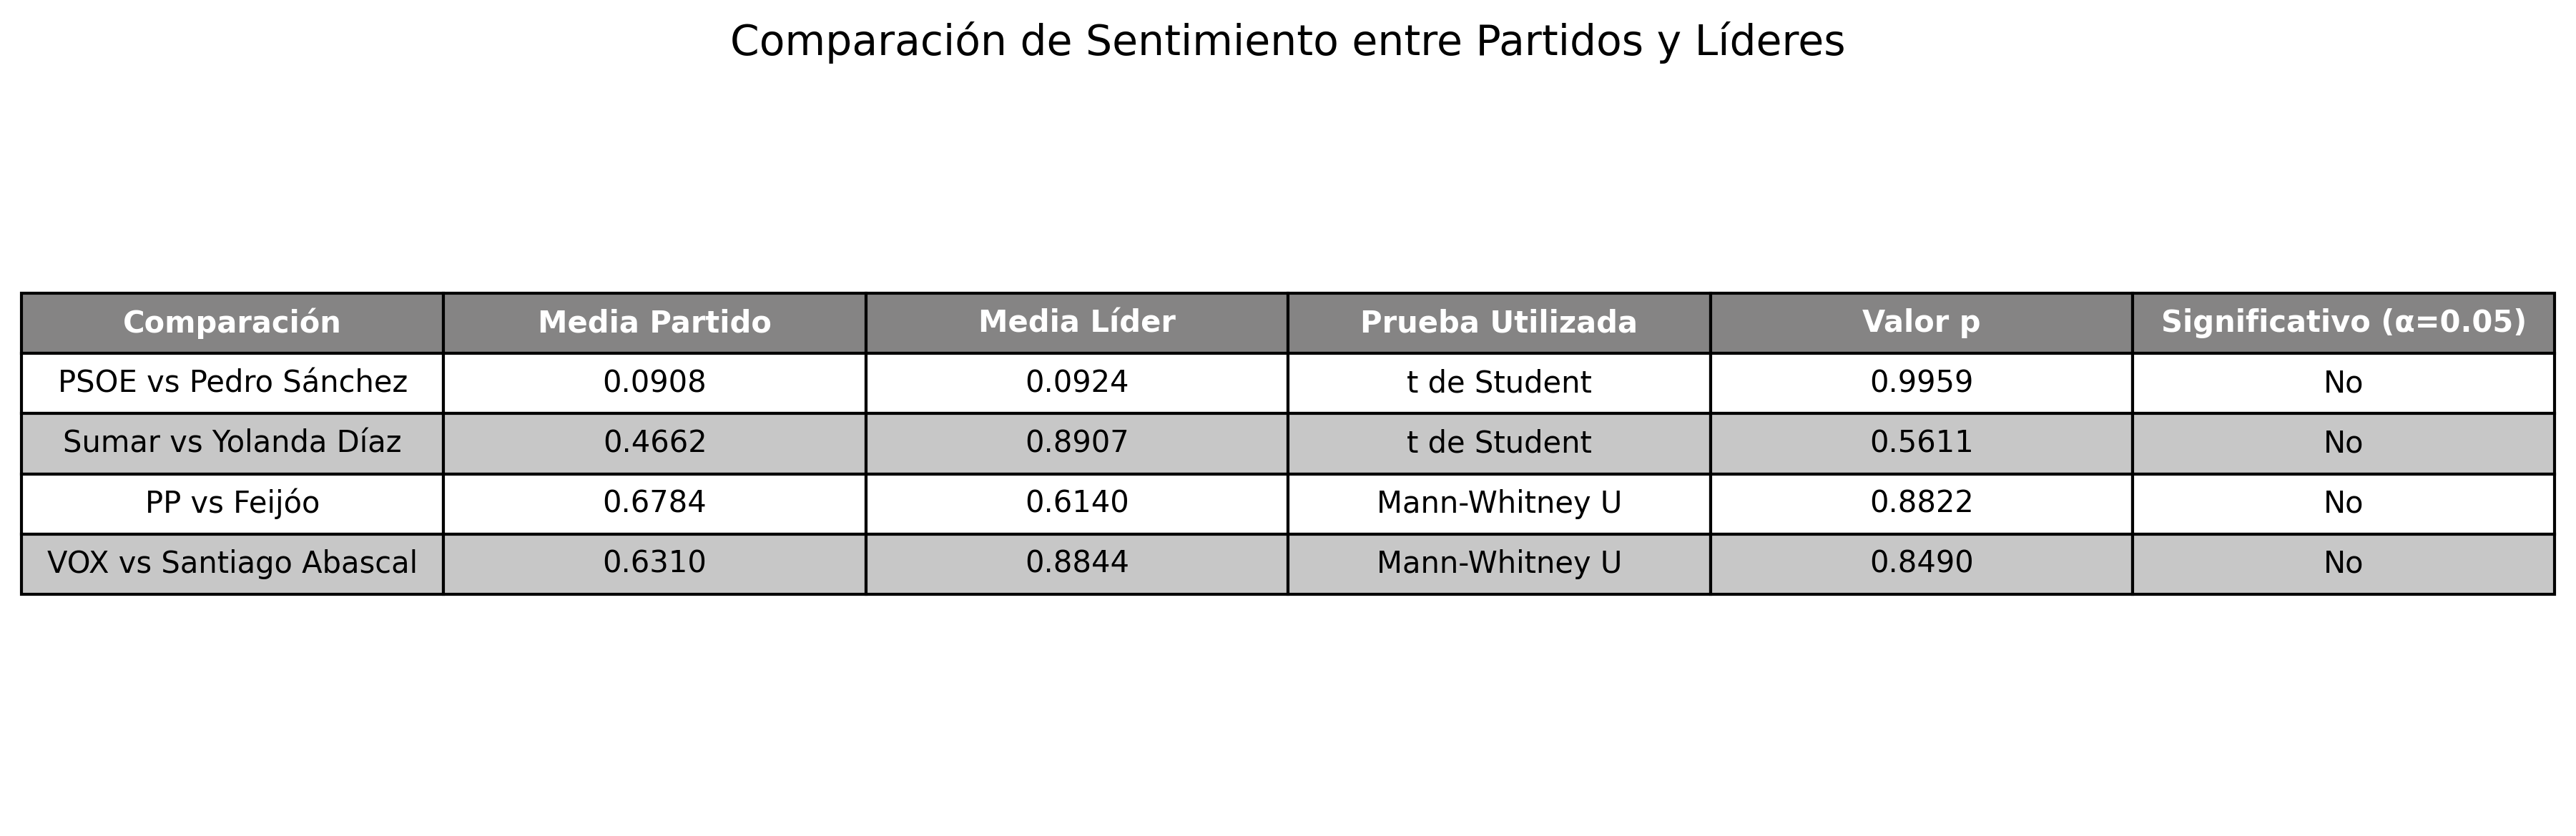 Comparación de Sentimiento entre Partidos y Líderes
Comparación Media Partido Media Líder Prueba Utilizada Valor p Significativo (α=0.05)
PSOE vs Pedro Sánchez 0.0908 0.0924 t de Student 0.9959 No
Sumar vs Yolanda Díaz 0.4662 0.8907 t de Student 0.5611 No
PP vs Feijóo 0.6784 0.6140 Mann-Whitney U 0.8822 No
VOX vs Santiago Abascal 0.6310 0.8844 Mann-Whitney U 0.8490 No